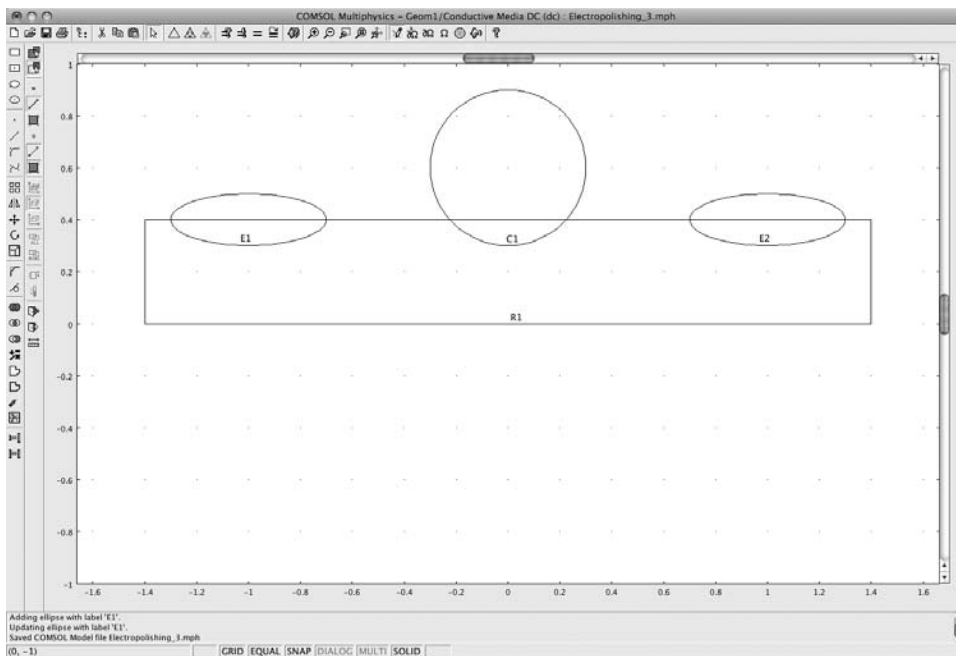 COMSOL Multiphysics – Geom1/Conductive Media DC (dc) : Electropolishing_3.mph
1
0.8
0.6
0.4
E1 C1 E2
0.2
R1
0
-0.2
-0.4
-0.6
-0.8
-1
-1.6 -1.4 -1.2 -1 -0.8 -0.6 -0.4 -0.2 0 0.2 0.4 0.6 0.8 1 1.2 1.4 1.6
Adding ellipse with label 'E1'.
Updating ellipse with label 'E1'.
Saved COMSOL Model file Electropolishing_3.mph
(0, -1) GRID EQUAL SNAP DIALOG MULTI SOLID